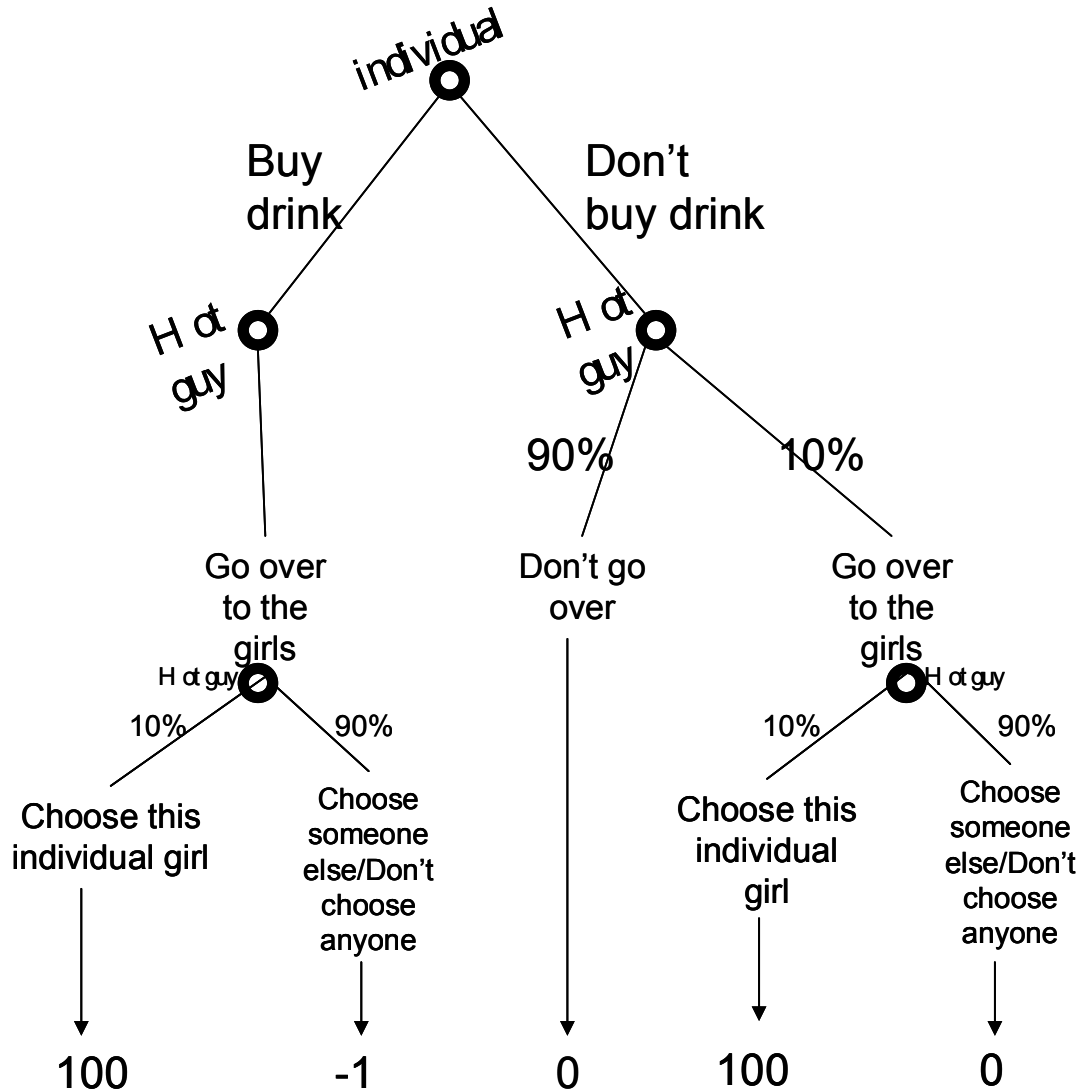 individual
Buy
drink
Don't
buy drink
Hot
guy
Hot
guy
90%
10%
Go over
to the
girls
Don't go
over
Go over
to the
girls
Hot guy
Hot guy
10%
90%
10%
90%
Choose this
individual girl
Choose
someone
else/Don't
choose
anyone
Choose this
individual
girl
Choose
someone
else/Don't
choose
anyone
100
-1
0
100
0